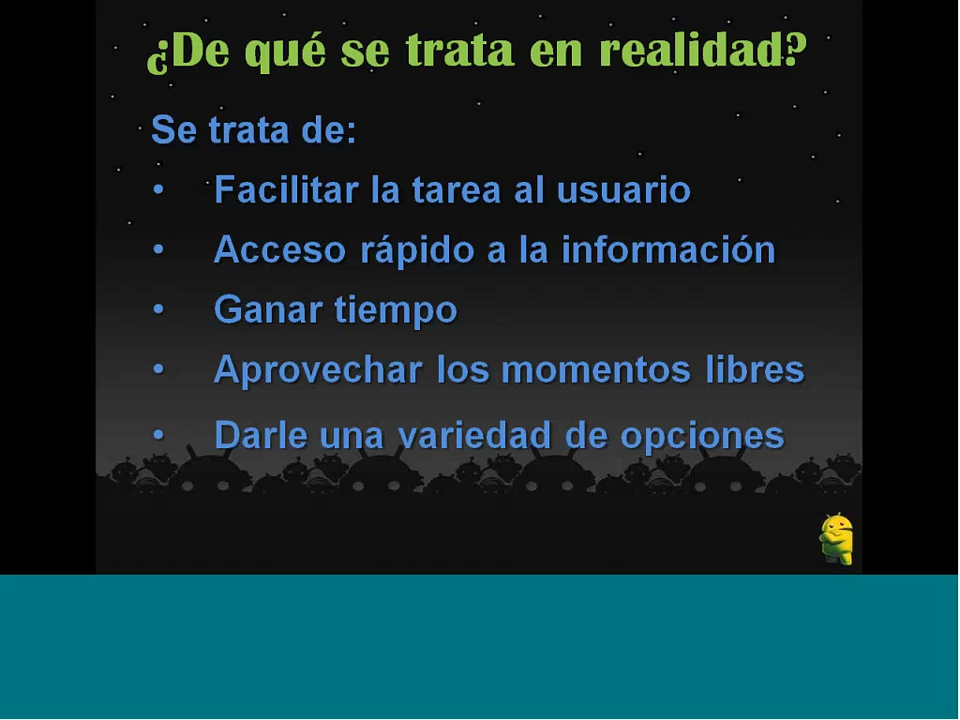 ¿De qué se trata en realidad?
Se trata de:
• Facilitar la tarea al usuario
• Acceso rápido a la información
• Ganar tiempo
• Aprovechar los momentos libres
• Darle una variedad de opciones